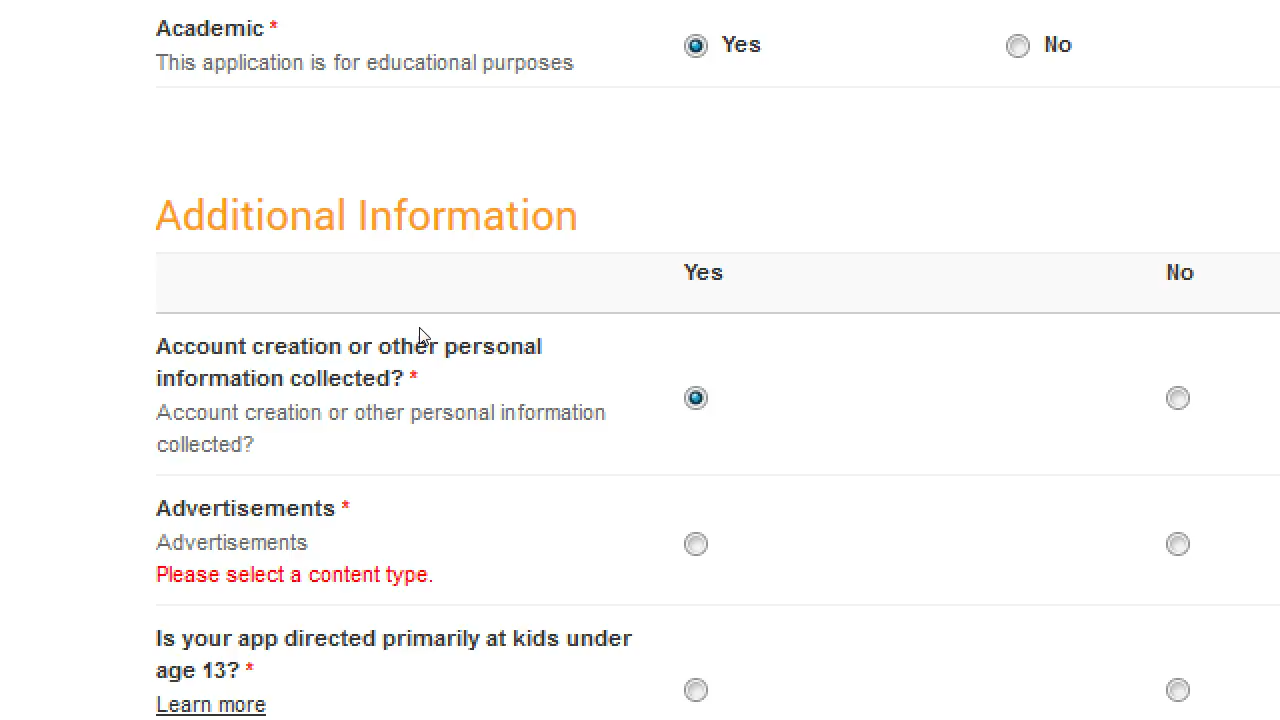 Academic *
Yes No
This application is for educational purposes
Additional Information
Yes No
Account creation or other personal
information collected? *
Account creation or other personal information
collected?
Advertisements *
Advertisements
Please select a content type.
Is your app directed primarily at kids under
age 13? *
Learn more